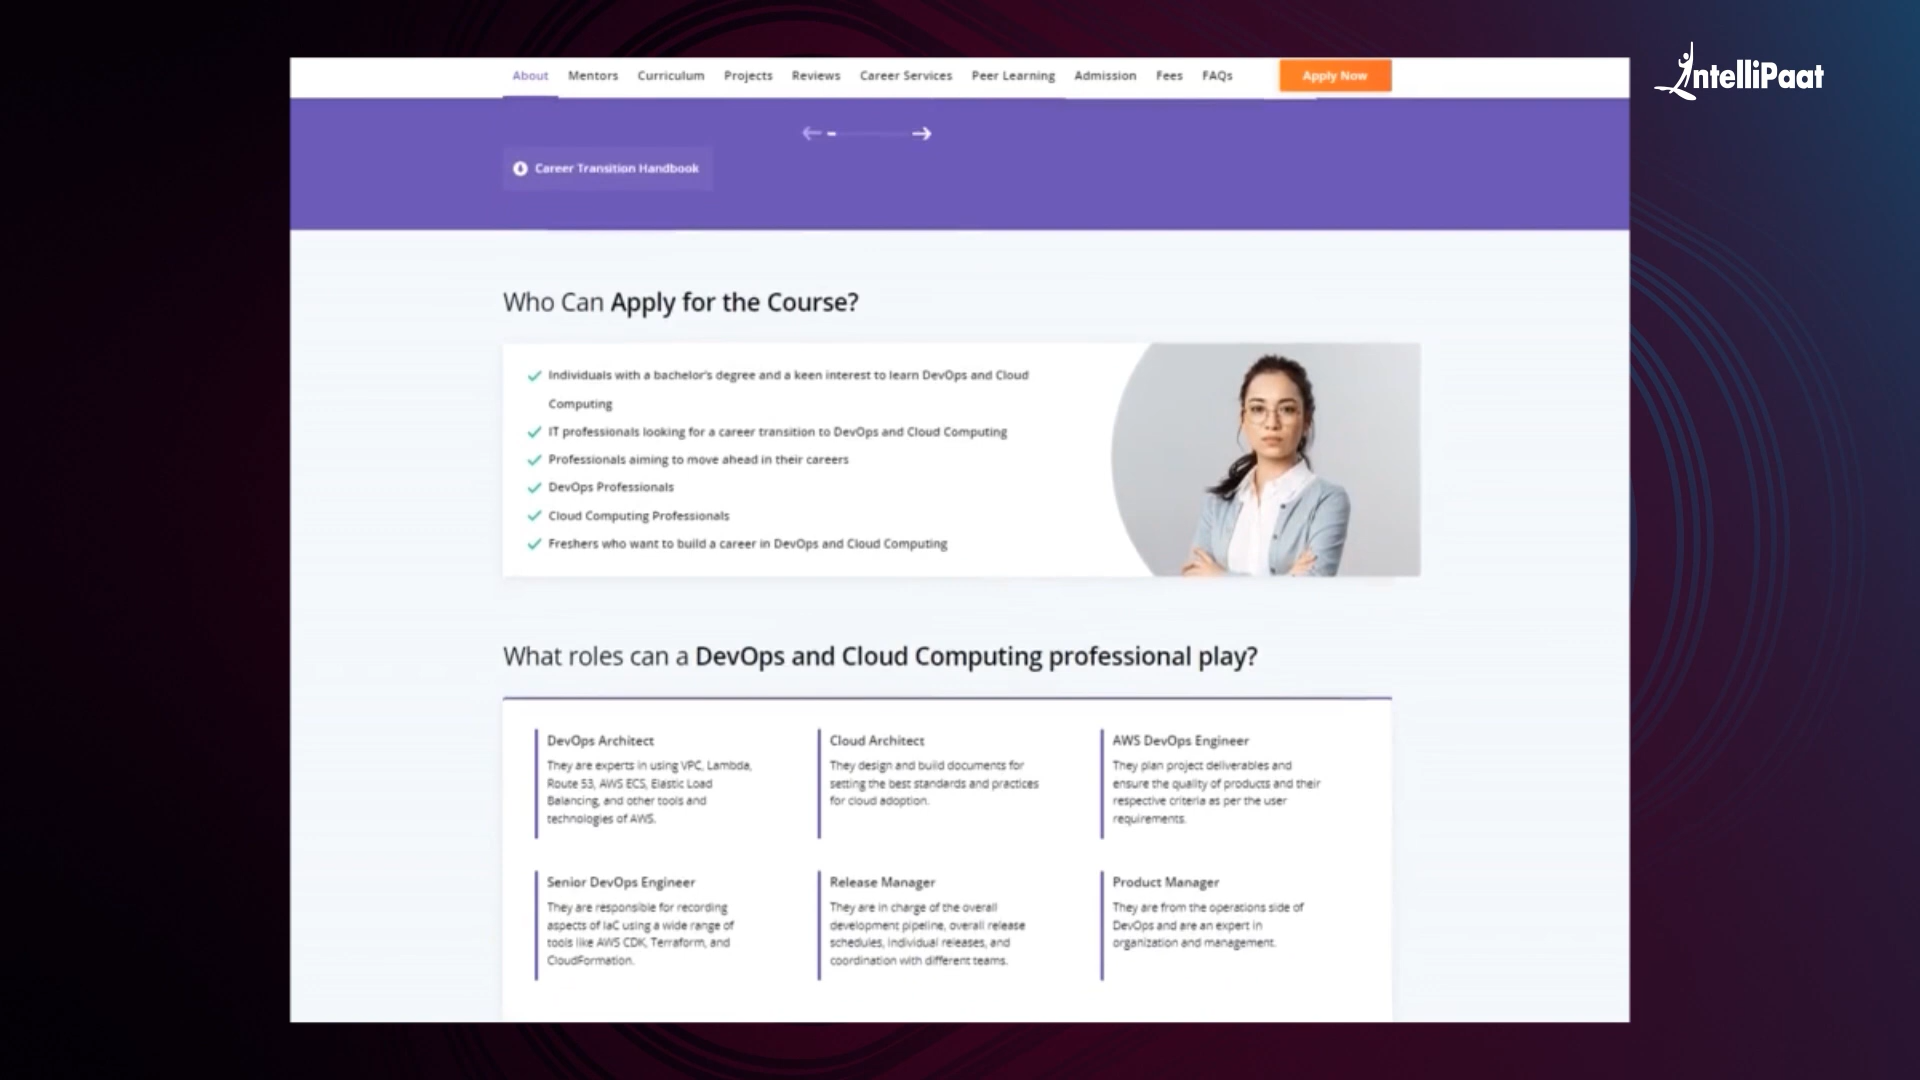 IntelliPaat
About Mentors Curriculum Projects Reviews Career Services Peer Learning Admission Fees FAQs Apply Now
Career Transition Handbook
Who Can Apply for the Course?
Individuals with a bachelor's degree and a keen interest to learn DevOps and Cloud
Computing
IT professionals looking for a career transition to DevOps and Cloud Computing
Professionals aiming to move ahead in their careers
DevOps Professionals
Cloud Computing Professionals
Freshers who want to build a career in DevOps and Cloud Computing
What roles can a DevOps and Cloud Computing professional play?
DevOps Architect
They are experts in using VPC, Lambda,
Route 53, AWS ECS, Elastic Load
Balancing, and other tools and
technologies of AWS.
Cloud Architect
They design and build documents for
setting the best standards and practices
for cloud adoption.
AWS DevOps Engineer
They plan project deliverables and
ensure the quality of products and their
respective criteria as per the user
requirements.
Senior DevOps Engineer
They are responsible for recording
aspects of IaC using a wide range of
tools like AWS CDK, Terraform, and
CloudFormation.
Release Manager
They are in charge of the overall
development pipeline, overall release
schedules, individual releases, and
coordination with different teams.
Product Manager
They are from the operations side of
DevOps and are an expert in
organization and management.